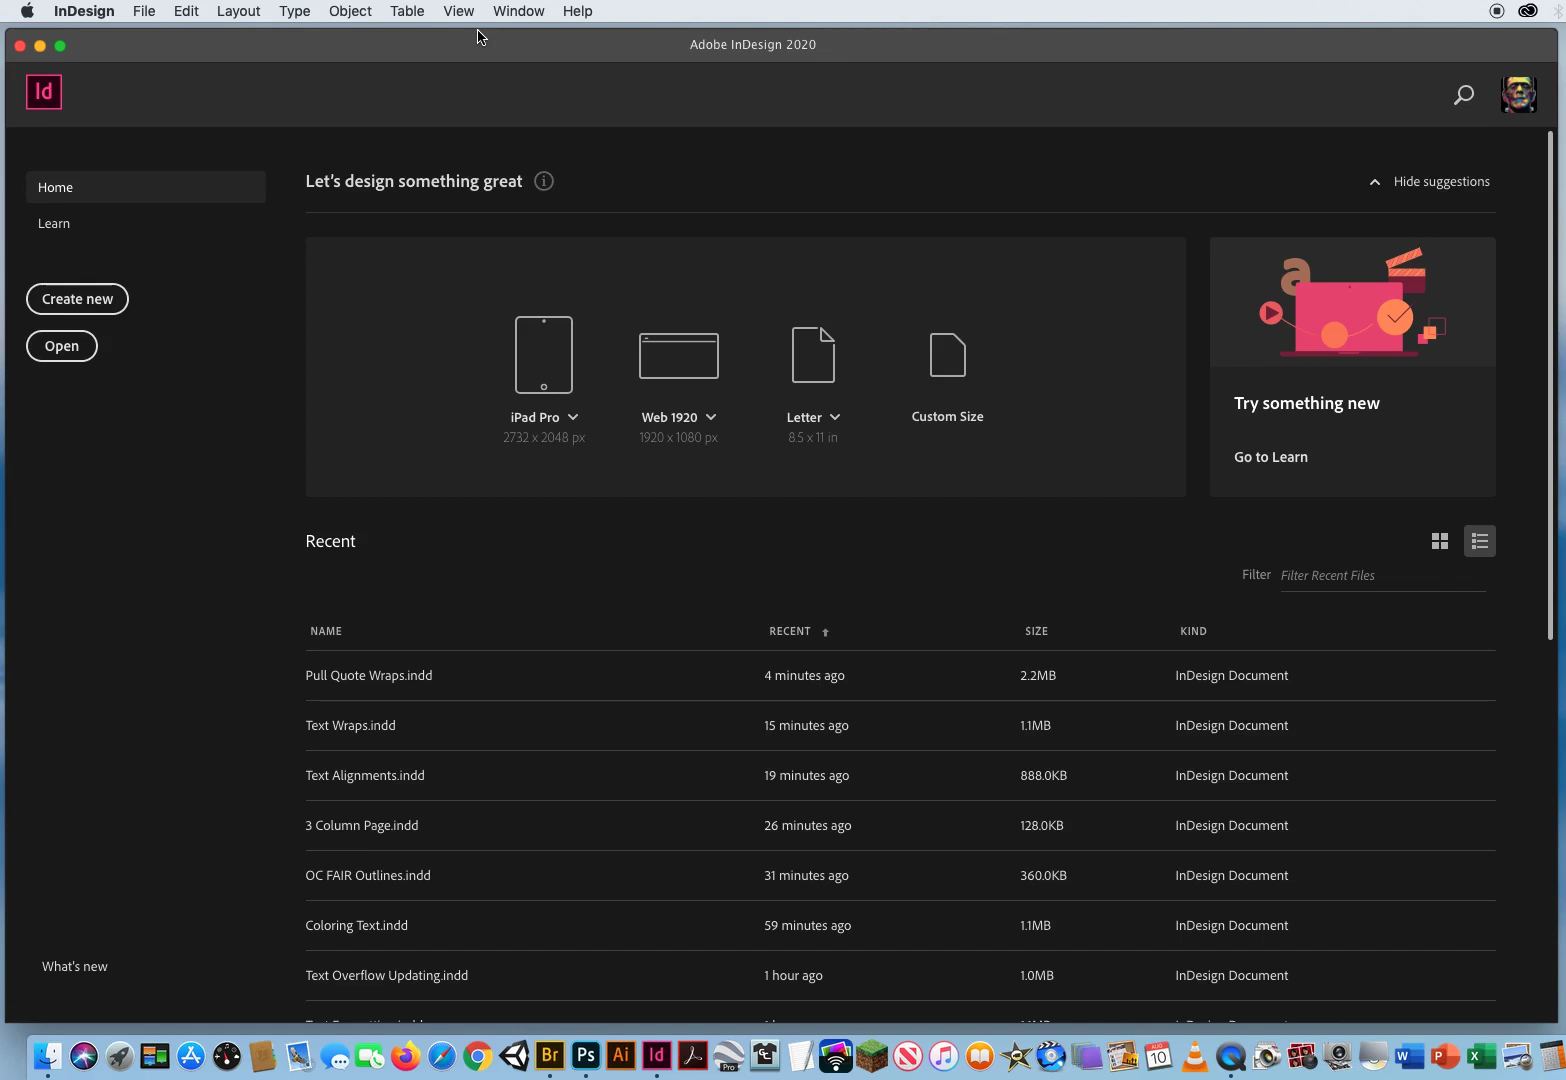 InDesign File Edit Layout Type Object Table View Window Help
Adobe InDesign 2020
Id
Home
Learn
Create new
Open
What's new
Let's design something great
Hide suggestions
iPad Pro
2732 x 2048 px
Web 1920
1920 x 1080 px
Letter
8.5 x 11 in
Custom Size
a
Try something new
Go to Learn
Recent
Filter Filter Recent Files
NAME RECENT SIZE KIND
Pull Quote Wraps.indd 4 minutes ago 2.2MB InDesign Document
Text Wraps.indd 15 minutes ago 1.1MB InDesign Document
Text Alignments.indd 19 minutes ago 888.0KB InDesign Document
3 Column Page.indd 26 minutes ago 128.0KB InDesign Document
OC FAIR Outlines.indd 31 minutes ago 360.0KB InDesign Document
Coloring Text.indd 59 minutes ago 1.1MB InDesign Document
Text Overflow Updating.indd 1 hour ago 1.0MB InDesign Document
Br Ps Ai Id Pro AUG 10 W P X